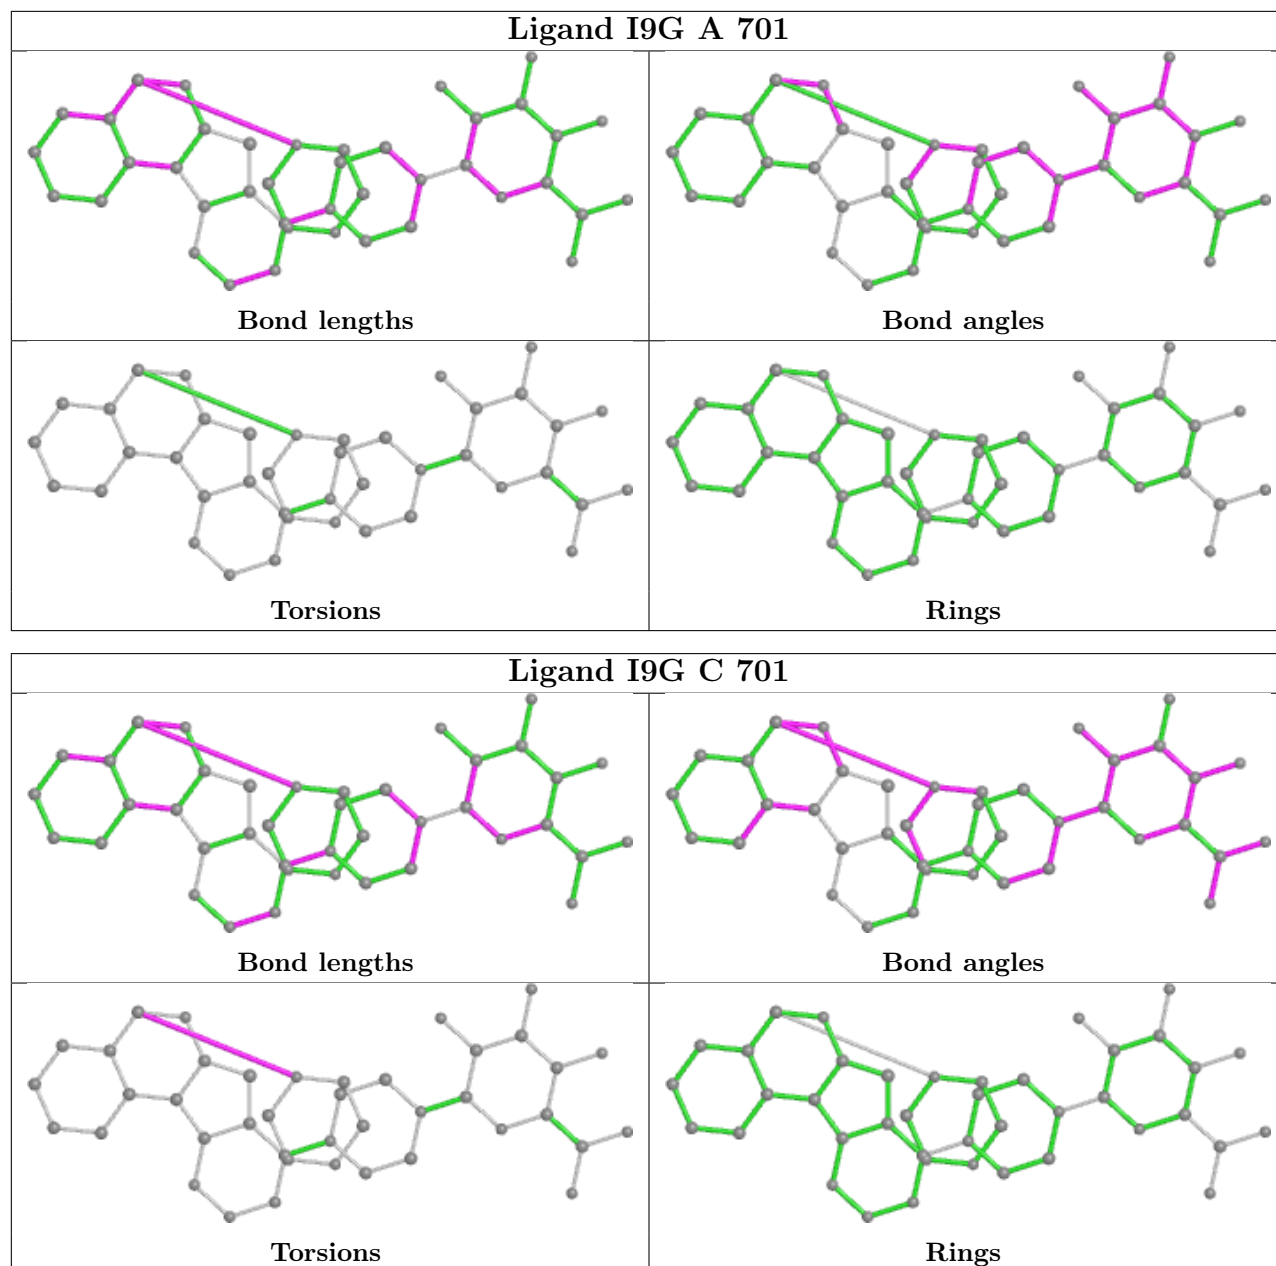 Ligand I9G A 701
Bond lengths
Bond angles
Torsions
Rings
Ligand I9G C 701
Bond lengths
Bond angles
Torsions
Rings